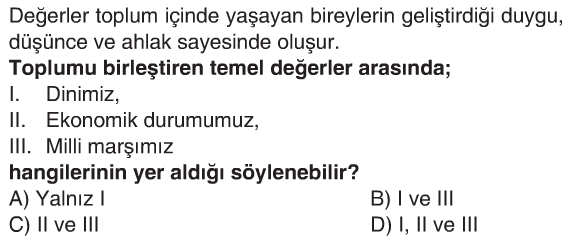 Değerler toplum içinde yaşayan bireylerin geliştirdiği duygu,
düşünce ve ahlak sayesinde oluşur.
Toplumu birleştiren temel değerler arasında;
I. Dinimiz,
II. Ekonomik durumumuz,
III. Milli marşımız
hangilerinin yer aldığı söylenebilir?
A) Yalnız I B) I ve III
C) II ve III D) I, II ve III